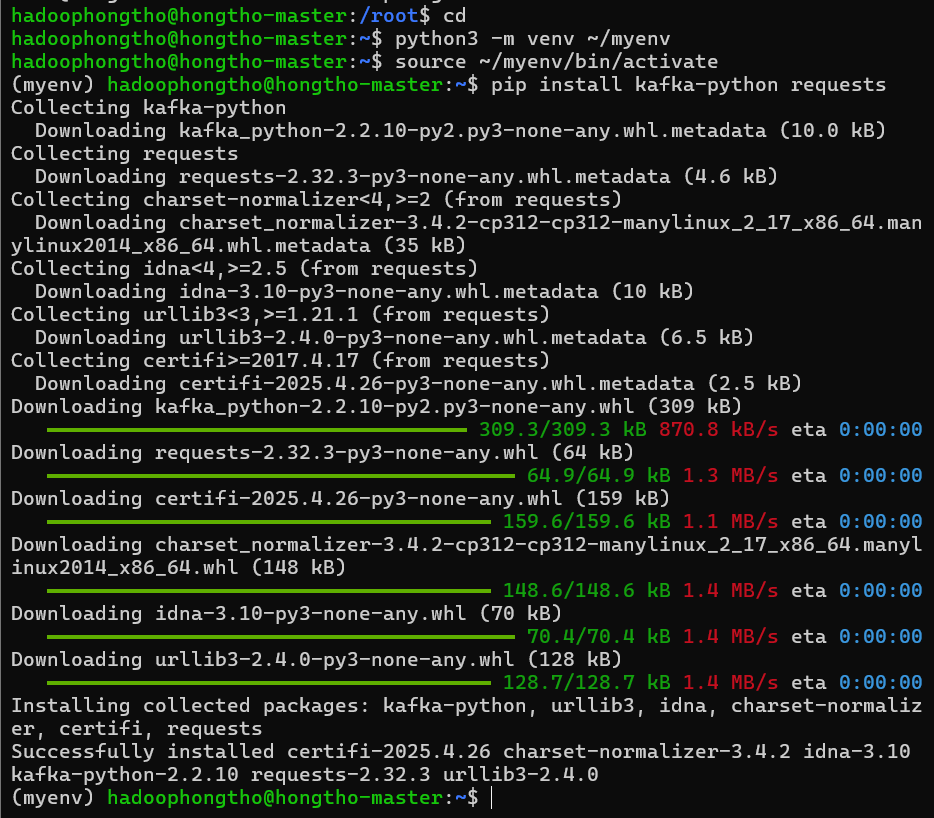 hadoophongtho@hongtho-master:/root$ cd
hadoophongtho@hongtho-master:~$ python3 -m venv ~/myenv
hadoophongtho@hongtho-master:~$ source ~/myenv/bin/activate
(myenv) hadoophongtho@hongtho-master:~$ pip install kafka-python requests
Collecting kafka-python
  Downloading kafka_python-2.2.10-py2.py3-none-any.whl.metadata (10.0 kB)
Collecting requests
  Downloading requests-2.32.3-py3-none-any.whl.metadata (4.6 kB)
Collecting charset-normalizer<4,>=2 (from requests)
  Downloading charset_normalizer-3.4.2-cp312-cp312-manylinux_2_17_x86_64.man
ylinux2014_x86_64.whl.metadata (35 kB)
Collecting idna<4,>=2.5 (from requests)
  Downloading idna-3.10-py3-none-any.whl.metadata (10 kB)
Collecting urllib3<3,>=1.21.1 (from requests)
  Downloading urllib3-2.4.0-py3-none-any.whl.metadata (6.5 kB)
Collecting certifi>=2017.4.17 (from requests)
  Downloading certifi-2025.4.26-py3-none-any.whl.metadata (2.5 kB)
Downloading kafka_python-2.2.10-py2.py3-none-any.whl (309 kB)
309.3/309.3 kB 870.8 kB/s eta 0:00:00
Downloading requests-2.32.3-py3-none-any.whl (64 kB)
64.9/64.9 kB 1.3 MB/s eta 0:00:00
Downloading certifi-2025.4.26-py3-none-any.whl (159 kB)
159.6/159.6 kB 1.1 MB/s eta 0:00:00
Downloading charset_normalizer-3.4.2-cp312-cp312-manylinux_2_17_x86_64.manyl
inux2014_x86_64.whl (148 kB)
148.6/148.6 kB 1.4 MB/s eta 0:00:00
Downloading idna-3.10-py3-none-any.whl (70 kB)
70.4/70.4 kB 1.4 MB/s eta 0:00:00
Downloading urllib3-2.4.0-py3-none-any.whl (128 kB)
128.7/128.7 kB 1.4 MB/s eta 0:00:00
Installing collected packages: kafka-python, urllib3, idna, charset-normaliz
er, certifi, requests
Successfully installed certifi-2025.4.26 charset-normalizer-3.4.2 idna-3.10
kafka-python-2.2.10 requests-2.32.3 urllib3-2.4.0
(myenv) hadoophongtho@hongtho-master:~$